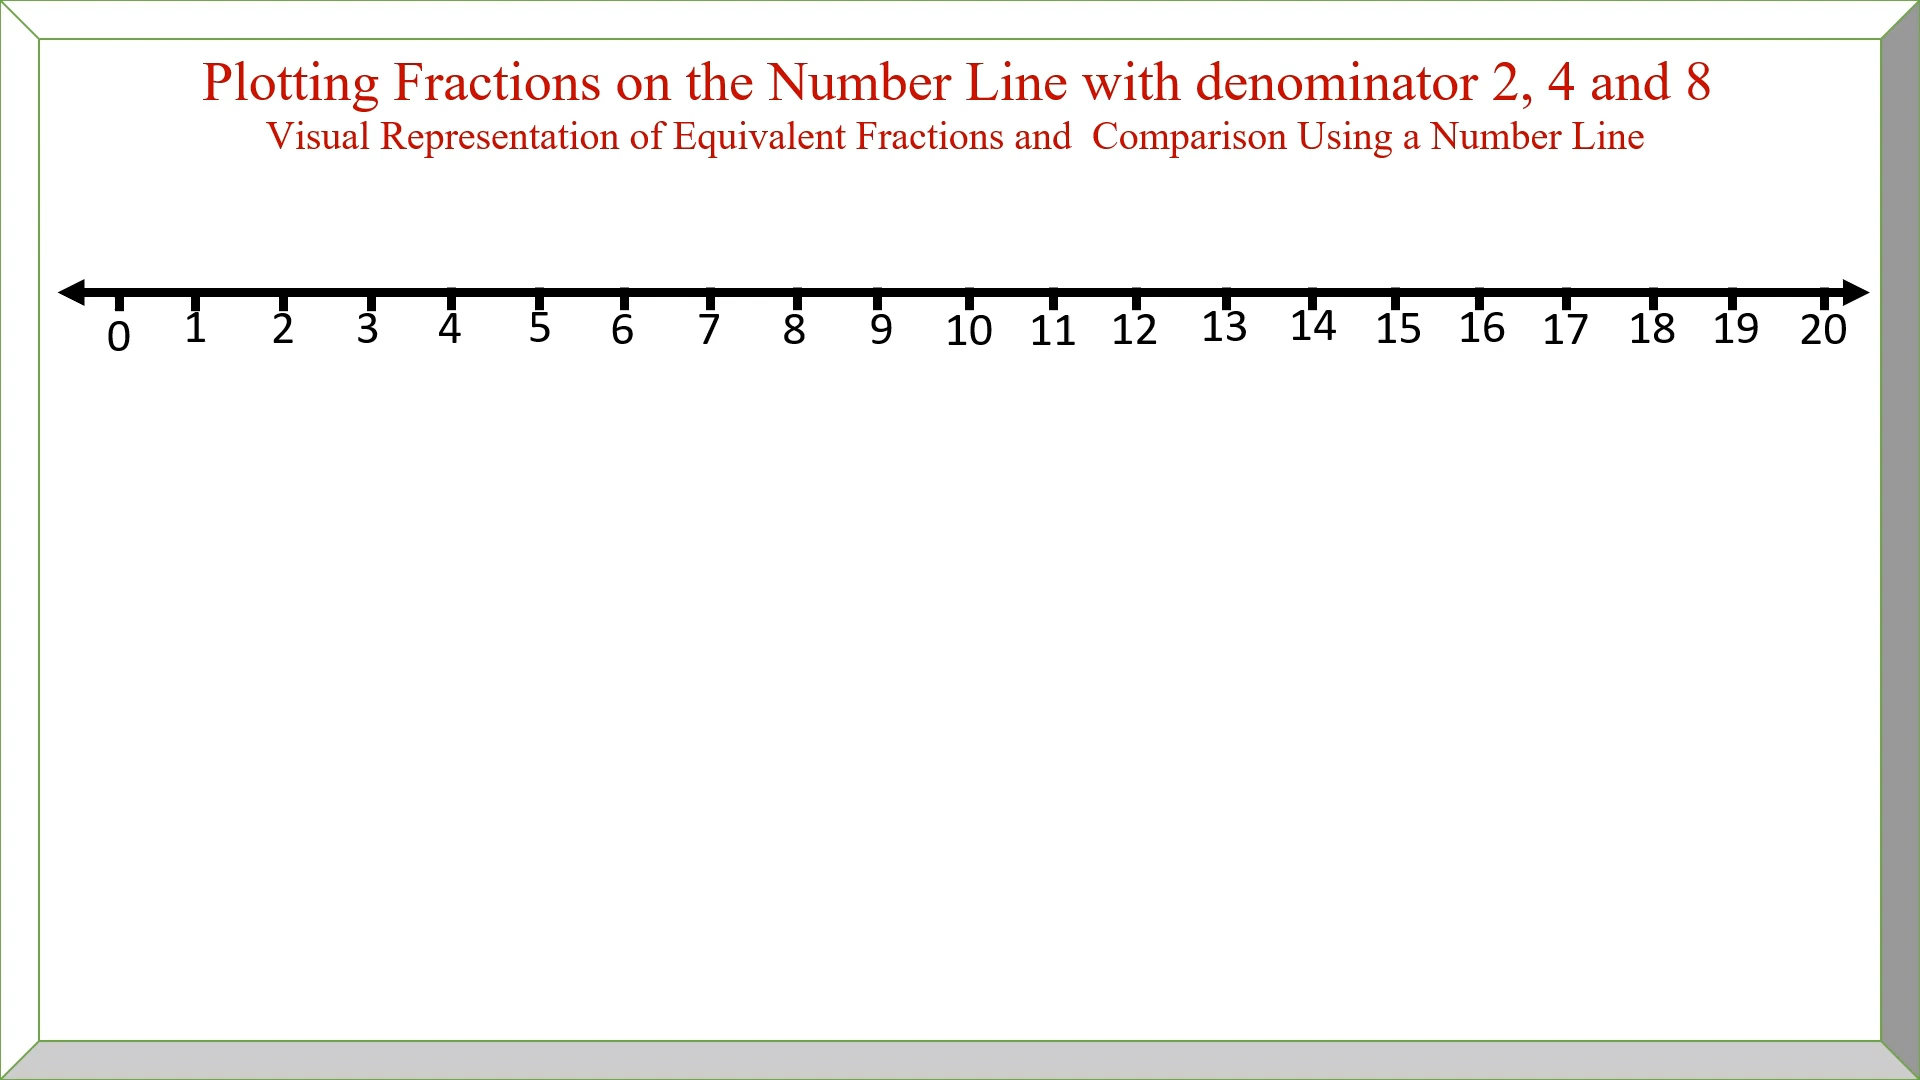 Plotting Fractions on the Number Line with denominator 2, 4 and 8
Visual Representation of Equivalent Fractions and  Comparison Using a Number Line
0 1 2 3 4 5 6 7 8 9 10 11 12 13 14 15 16 17 18 19 20